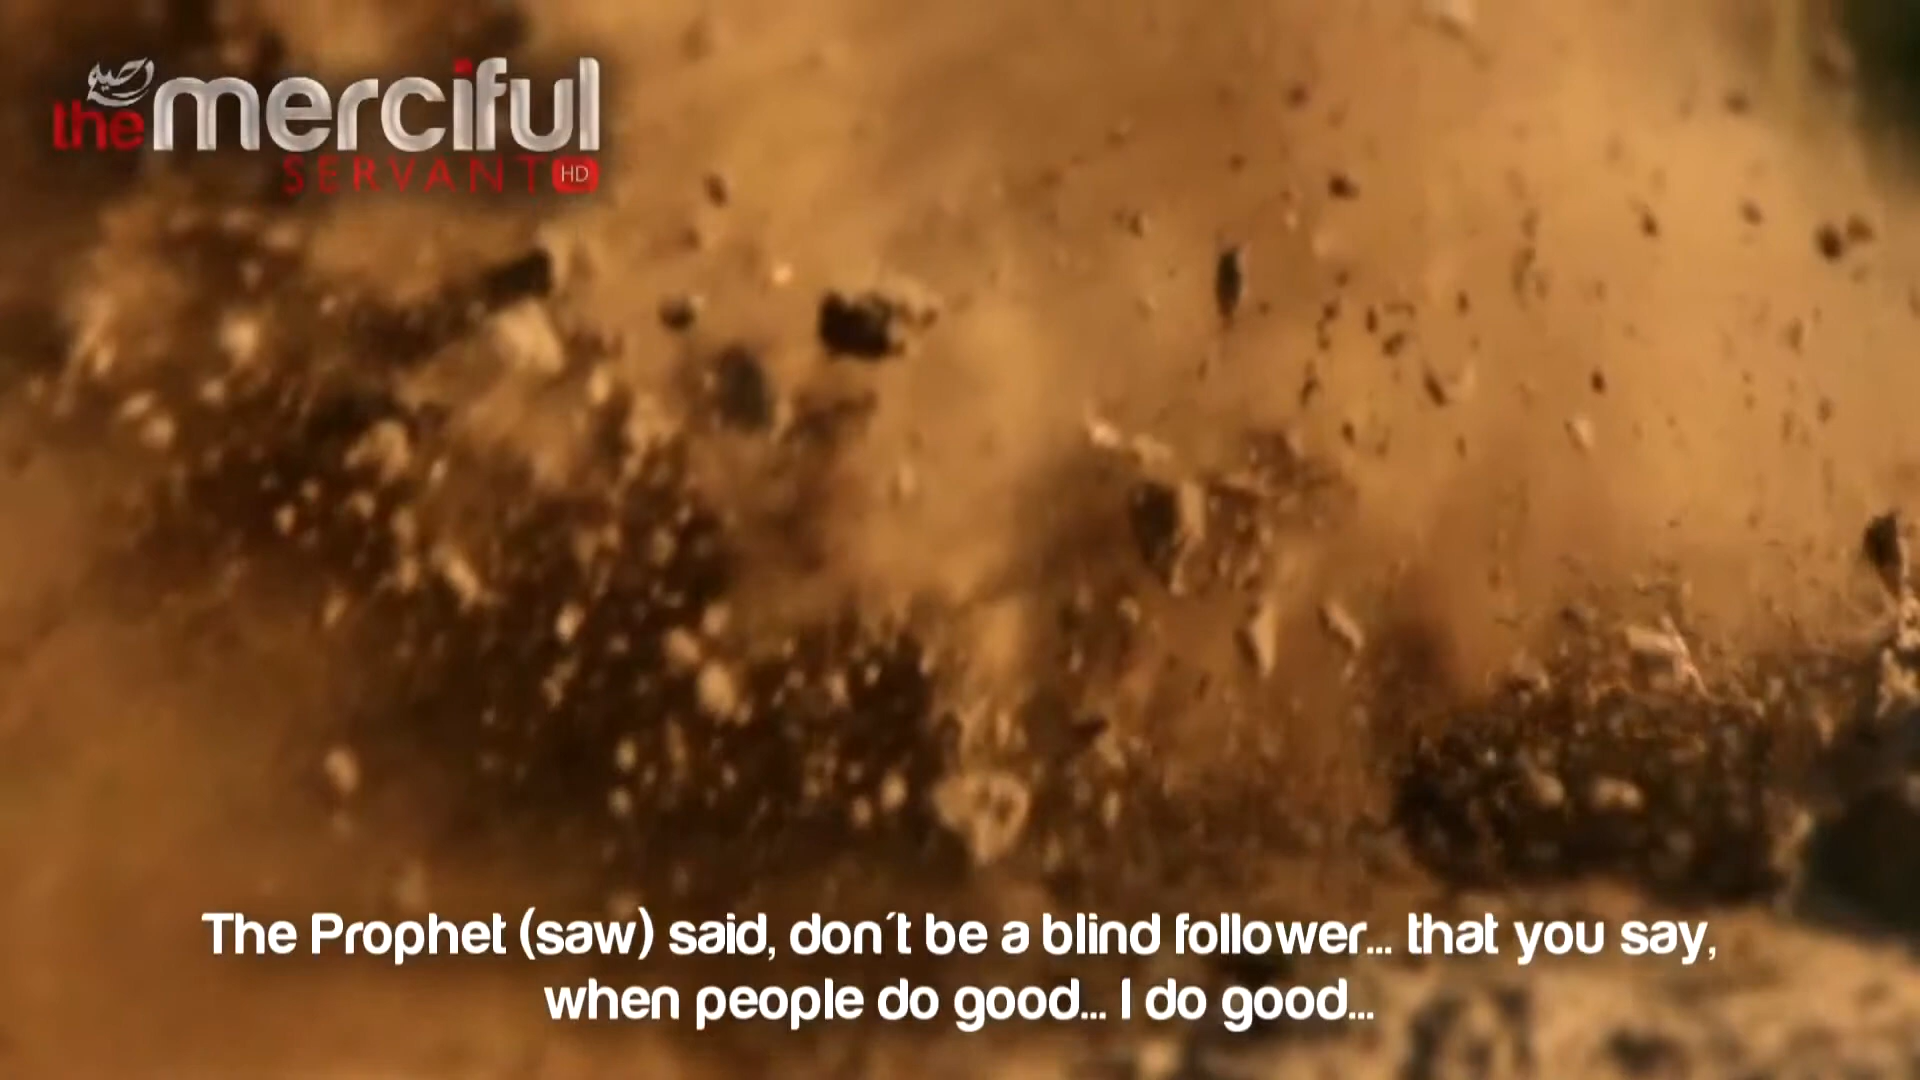 the merciful
SERVANT HD
The Prophet (saw) said, don´t be a blind follower... that you say,
when people do good... I do good...